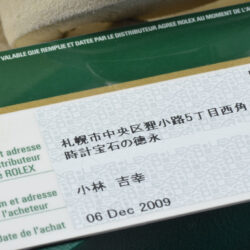 VALABLE QUE REMPLIE ET DATEE PAR LE DISTRIBUTEUR AGREE ROLEX AU MOMENT DE L'A
et adresse
distributeur
ée ROLEX
札幌市中央区狸小路5丁目西角
時計宝石の徳永
m et adresse
l'acheteur
小林 吉幸
Date de l'achat
06 Dec 2009